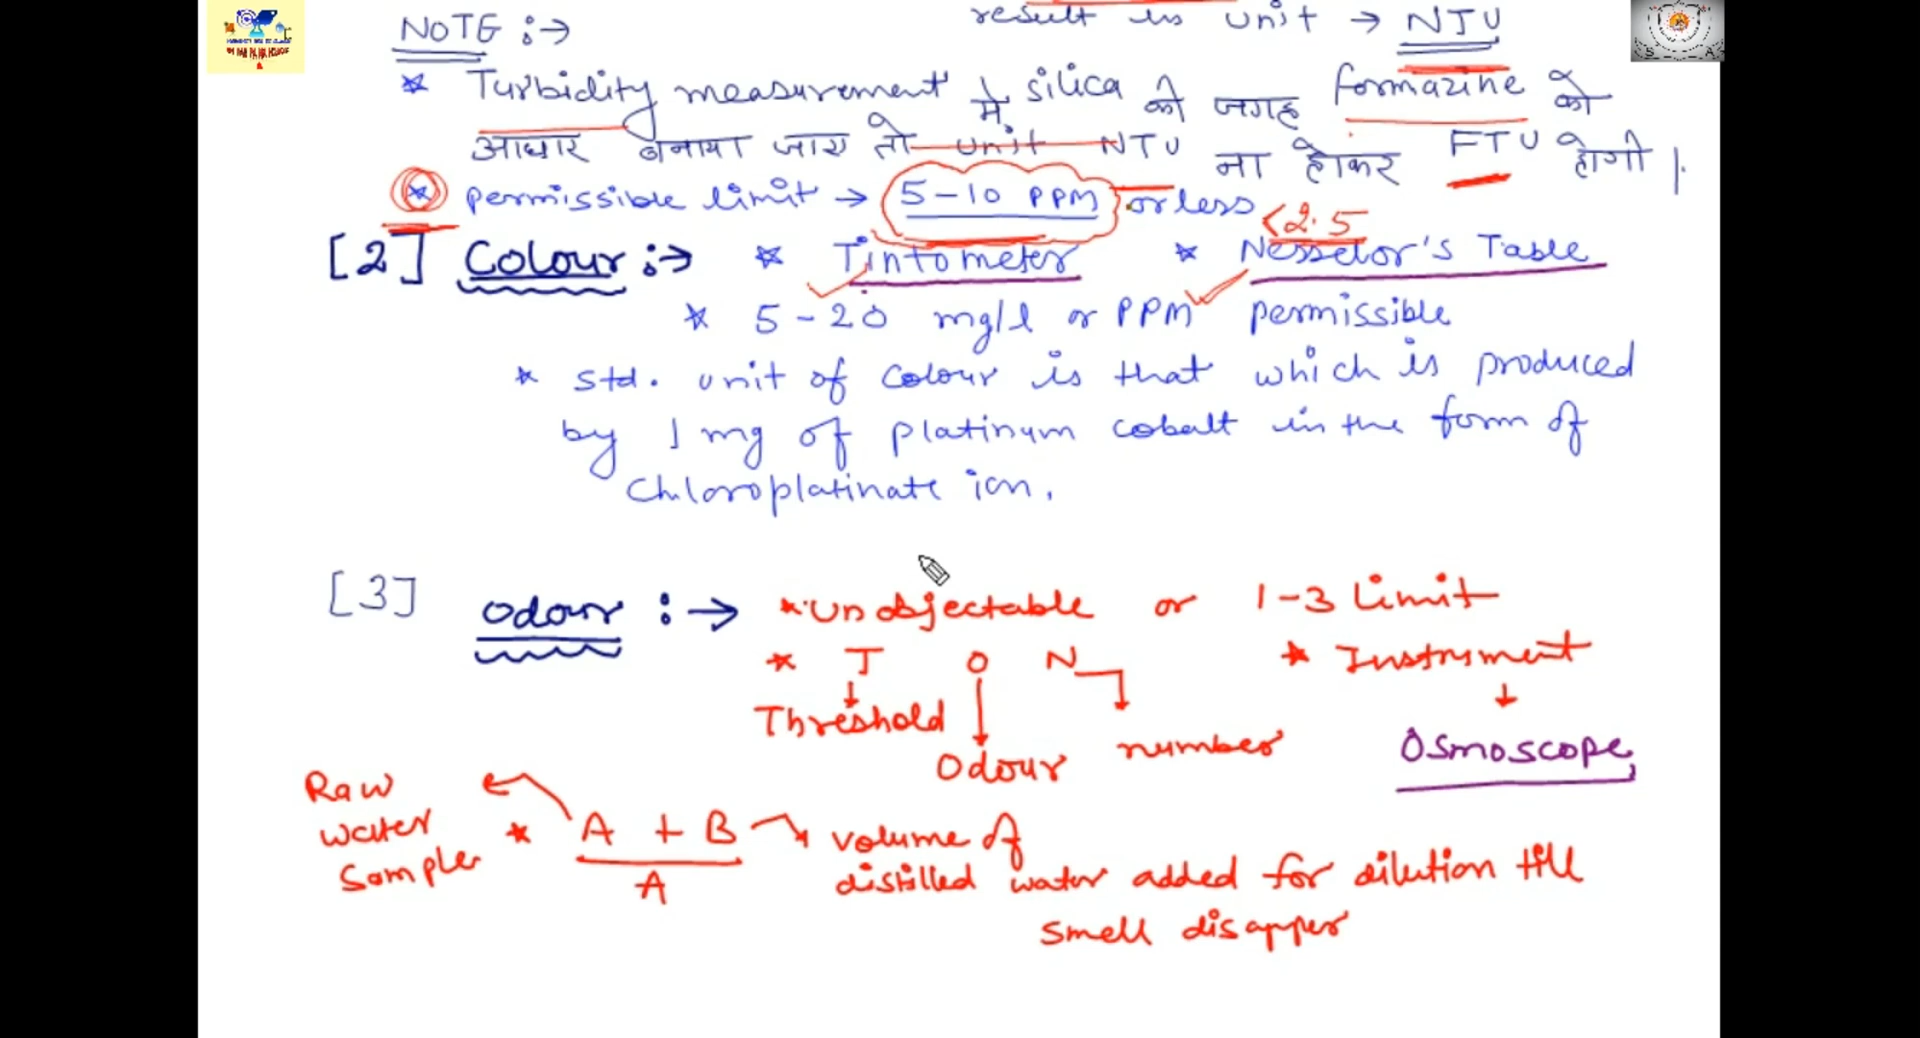 result is unit → NTU
NOTE :→
* Turbidity measurement में silica की जगह formazine को
आधार बनाया जाए तो unit NTU ना होकर FTU होगी।
* permissible limit → 5-10 PPM or less
<2.5
[2] Colour :→ * Tintometer * Nesselor's Table
* 5-20 mg/l or PPM permissible
* std. unit of colour is that which is produced
by 1 mg of platinum cobalt in the form of
Chloroplatinate ion.
[3] odour :→ * Unobjectable or 1-3 Limit
* T O N * Instrument
↓
Threshold Odour number Osmoscope
Raw water Sample * A + B volume of
A distilled water added for dilution till
smell disapper